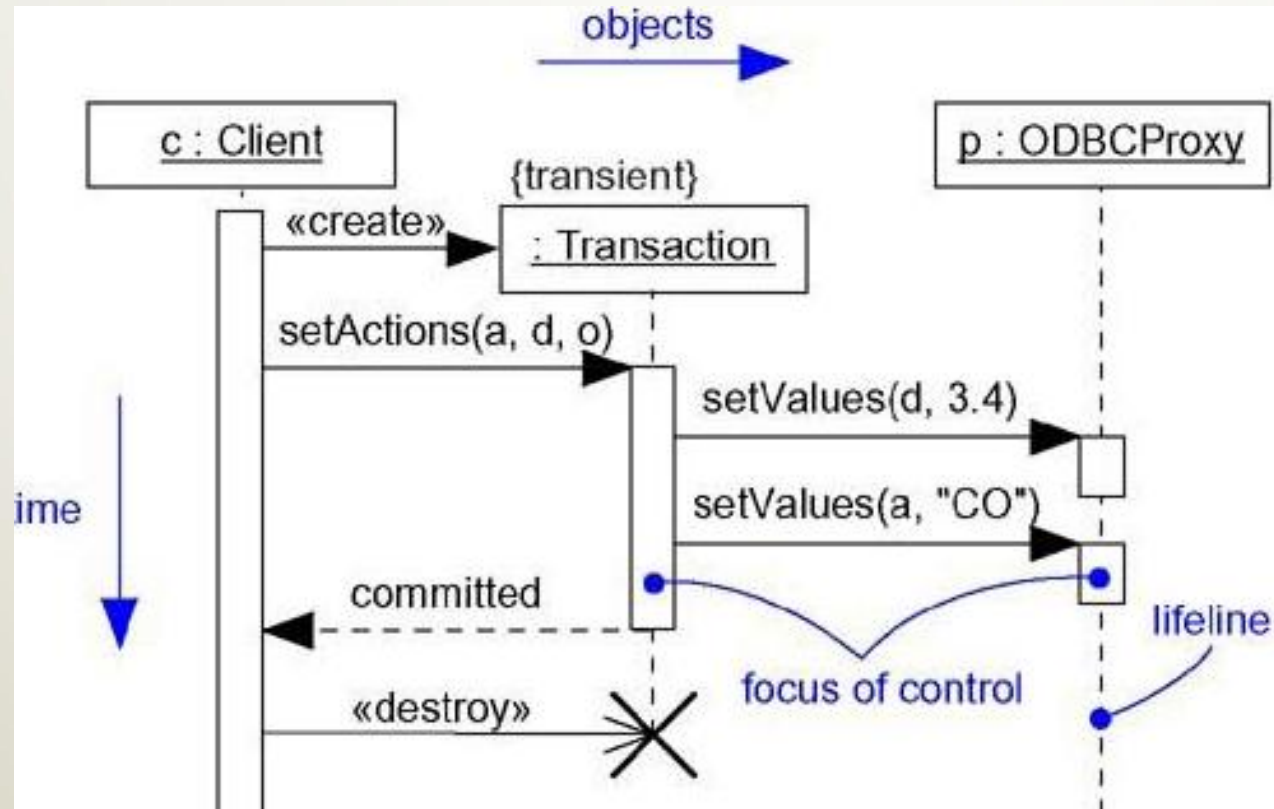 objects
c : Client
p : ODBCProxy
{transient}
«create»
: Transaction
setActions(a, d, o)
setValues(d, 3.4)
setValues(a, "CO")
ime
committed
lifeline
focus of control
«destroy»